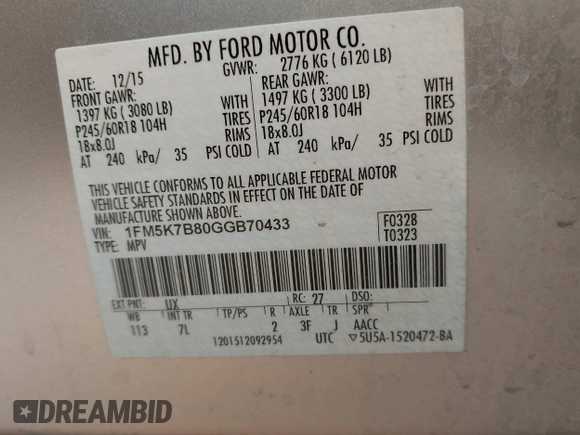 MFD. BY FORD MOTOR CO.
DATE: 12/15 GVWR: 2776 KG ( 6120 LB)
FRONT GAWR: REAR GAWR:
1397 KG ( 3080 LB) WITH 1497 KG ( 3300 LB) WITH
P245/60R18 104H TIRES P245/60R18 104H TIRES
18x8.0J RIMS 18x8.0J RIMS
AT 240 kPa/ 35 PSI COLD AT 240 kPa/ 35 PSI COLD
THIS VEHICLE CONFORMS TO ALL APPLICABLE FEDERAL MOTOR
VEHICLE SAFETY STANDARDS IN EFFECT ON THE DATE OF
MANUFACTURE SHOWN ABOVE.
VIN: 1FM5K7B80GGB70433 F0328
TYPE: MPV T0323
EXT PNT: UX RC: 27 DSO:
WB INT TR TP/PS R AXLE TR SPR
113 7L 2 3F J AACC
1201512092954 UTC ▽5U5A-1520472-BA
DREAMBID